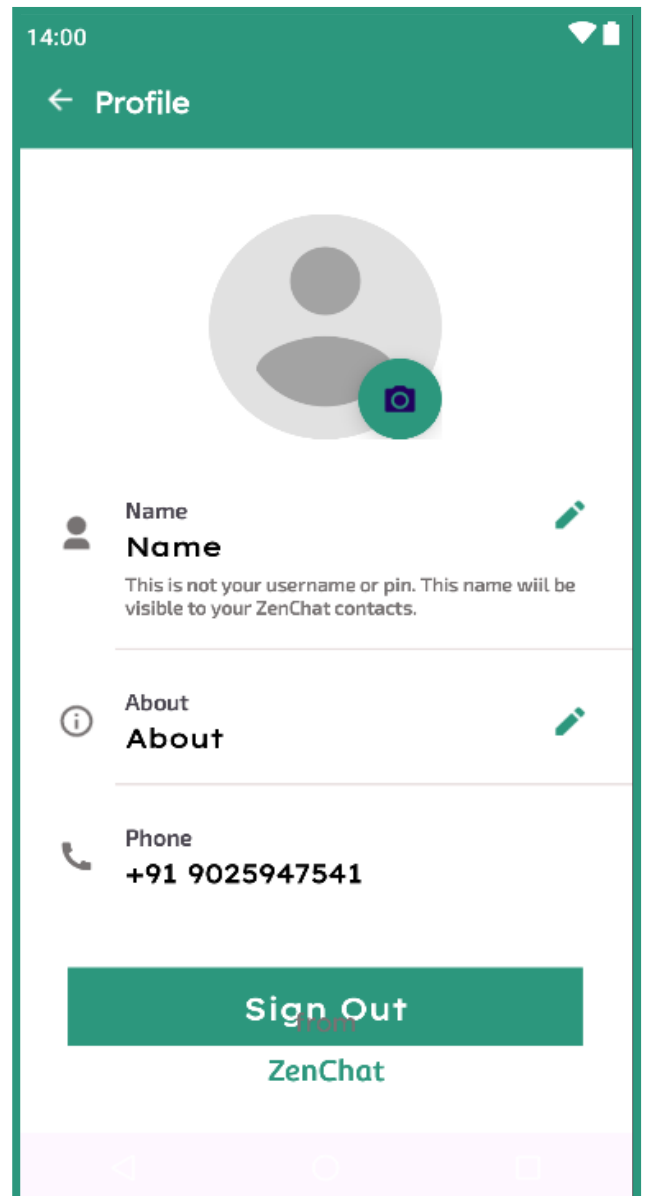 14:00
Profile
Name
Name
This is not your username or pin. This name wiil be
visible to your ZenChat contacts.
About
About
Phone
+91 9025947541
Sign Out
from
ZenChat